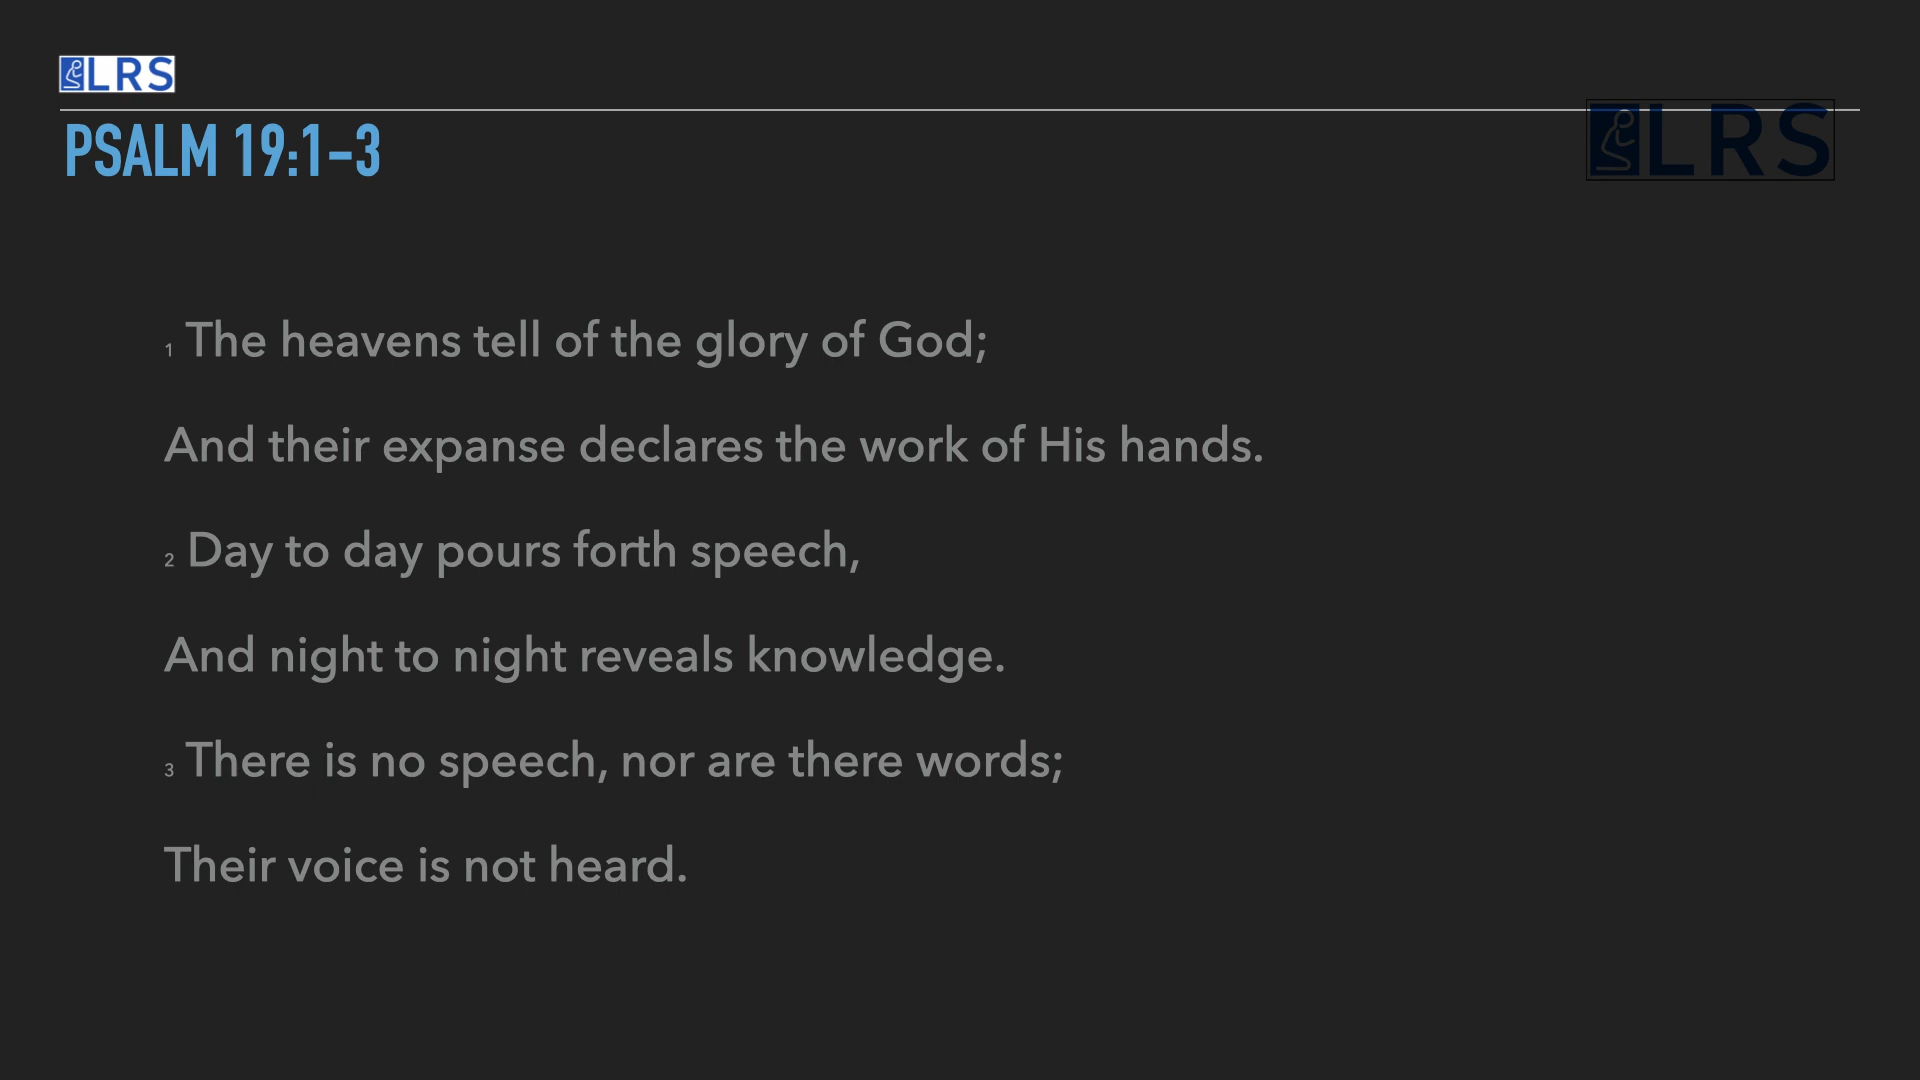 LRS
LRS
PSALM 19:1-3
1 The heavens tell of the glory of God;
And their expanse declares the work of His hands.
2 Day to day pours forth speech,
And night to night reveals knowledge.
3 There is no speech, nor are there words;
Their voice is not heard.